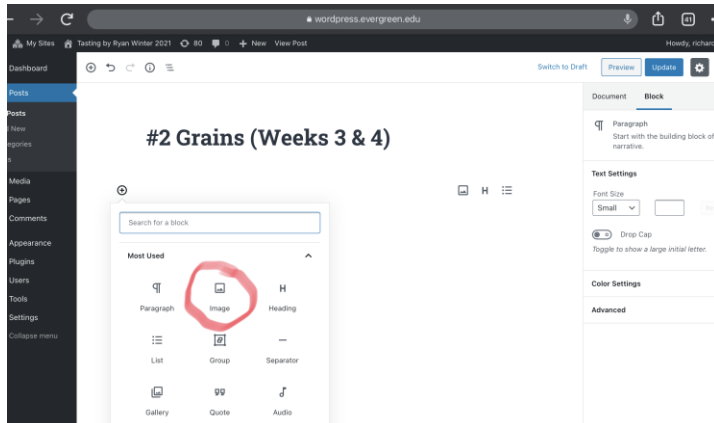 wordpress.evergreen.edu
41
My Sites Tasting by Ryan Winter 2021 80 0 New View Post Howdy, richard
Dashboard
Posts
Posts
New
egories
s
Media
Pages
Comments
Appearance
Plugins
Users
Tools
Settings
Collapse menu
Switch to Draft Preview Update
#2 Grains (Weeks 3 & 4)
H
Search for a block
Most Used
Paragraph Image Heading
List Group Separator
Gallery Quote Audio
Document Block
Paragraph
Start with the building block of
narrative.
Text Settings
Font Size
Small
Drop Cap
Toggle to show a large initial letter.
Color Settings
Advanced